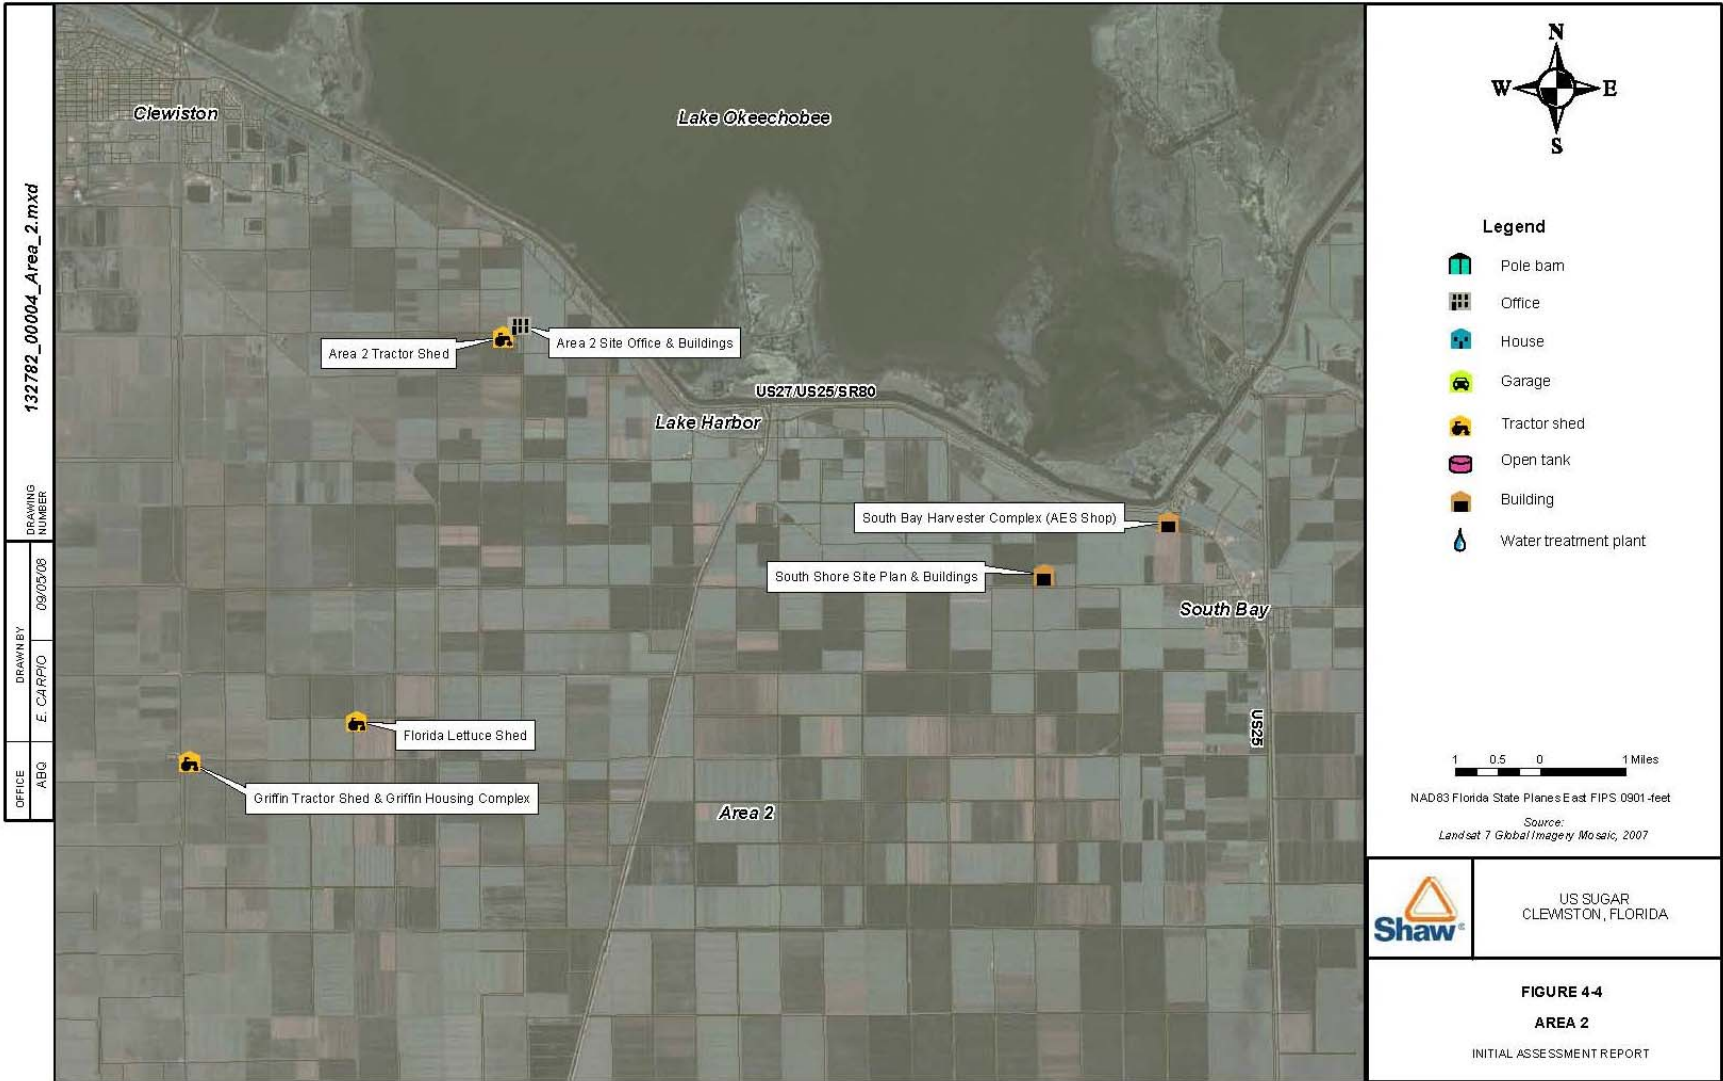 132782_00004_Area_2.mxd
DRAWING
NUMBER
DRAWN BY
E. CARPIO
09/05/08
OFFICE
ABQ
Clewiston
Lake Okeechobee
Area 2 Tractor Shed
Area 2 Site Office & Buildings
US27/US25/SR80
Lake Harbor
South Bay Harvester Complex (AES Shop)
South Shore Site Plan & Buildings
South Bay
Florida Lettuce Shed
US25
Griffin Tractor Shed & Griffin Housing Complex
Area 2
N
W E
S
Legend
Pole barn
Office
House
Garage
Tractor shed
Open tank
Building
Water treatment plant
1 0.5 0 1 Miles
NAD83 Florida State Planes East FIPS 0901-feet
Source:
Landsat 7 Global Imagery Mosaic, 2007
Shaw®
US SUGAR
CLEWISTON, FLORIDA
FIGURE 4-4
AREA 2
INITIAL ASSESSMENT REPORT